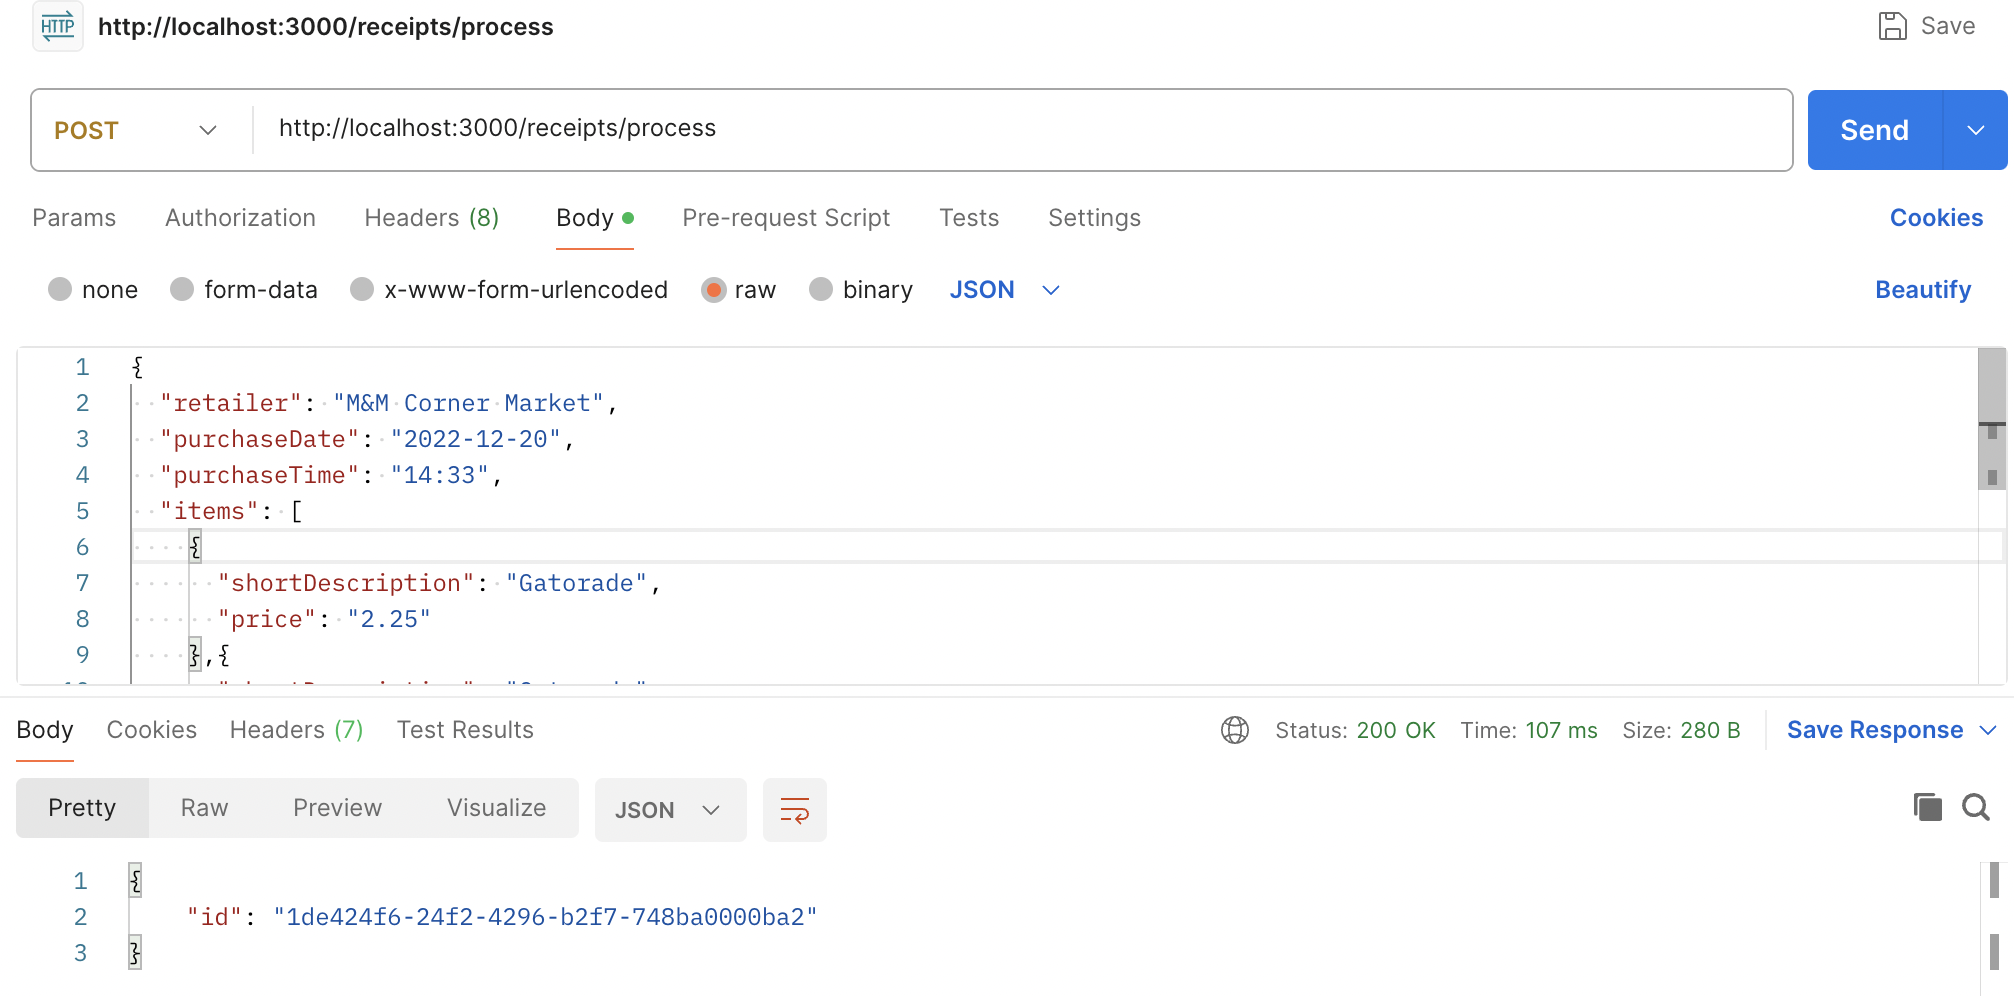 HTTP http://localhost:3000/receipts/process Save
POST http://localhost:3000/receipts/process Send
Params Authorization Headers (8) Body Pre-request Script Tests Settings Cookies
none form-data x-www-form-urlencoded raw binary JSON Beautify
1 {
2 "retailer": "M&M Corner Market",
3 "purchaseDate": "2022-12-20",
4 "purchaseTime": "14:33",
5 "items": [
6 {
7 "shortDescription": "Gatorade",
8 "price": "2.25"
9 },{
Body Cookies Headers (7) Test Results Status: 200 OK Time: 107 ms Size: 280 B Save Response
Pretty Raw Preview Visualize JSON
1 {
2 "id": "1de424f6-24f2-4296-b2f7-748ba0000ba2"
3 }